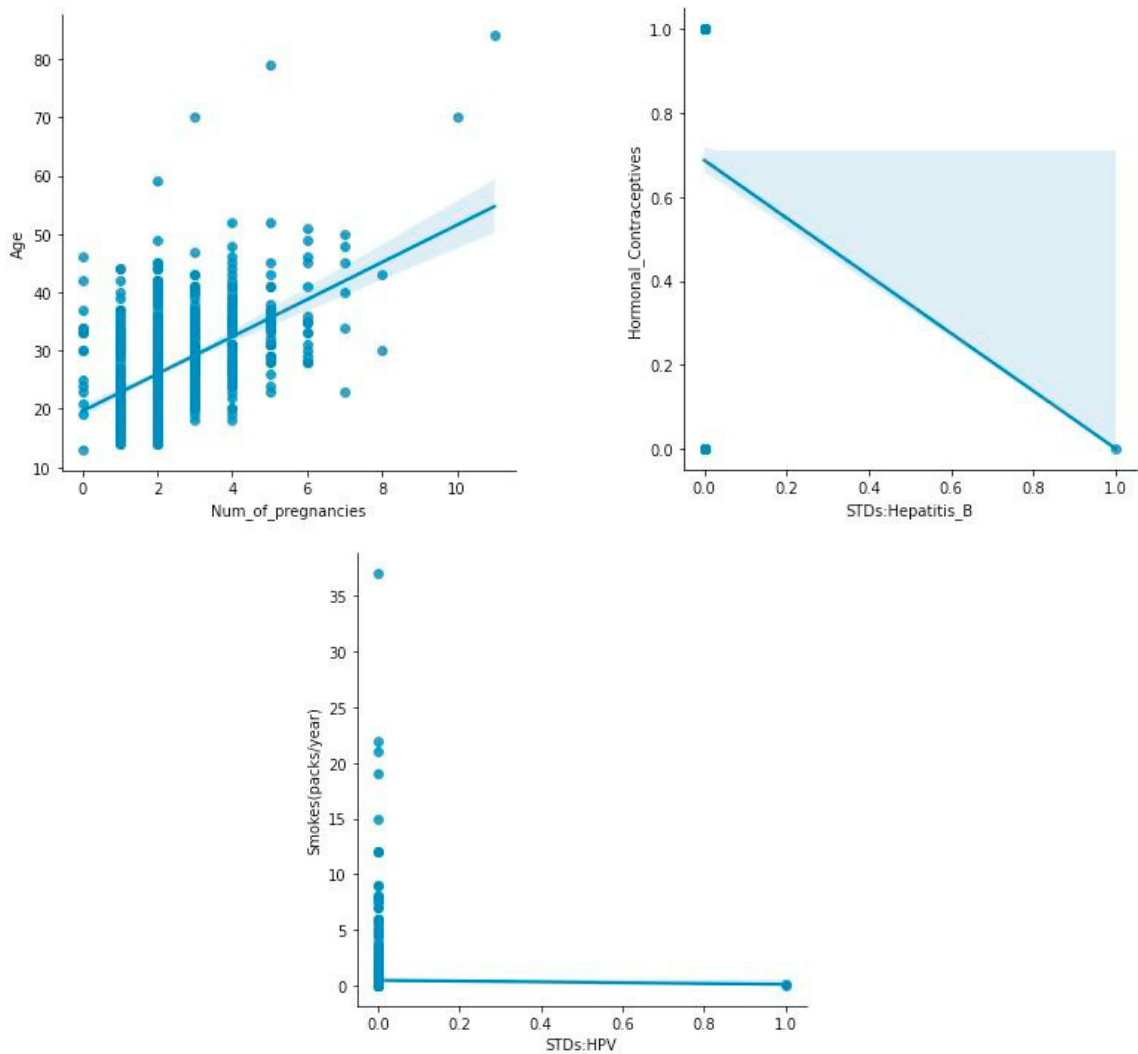 80
70
60
50
40
30
20
10
Age
0 2 4 6 8 10
Num_of_pregnancies
1.0
0.8
0.6
0.4
0.2
0.0
Hormonal_Contraceptives
0.0 0.2 0.4 0.6 0.8 1.0
STDs:Hepatitis_B
35
30
25
20
15
10
5
0
Smokes(packs/year)
0.0 0.2 0.4 0.6 0.8 1.0
STDs:HPV